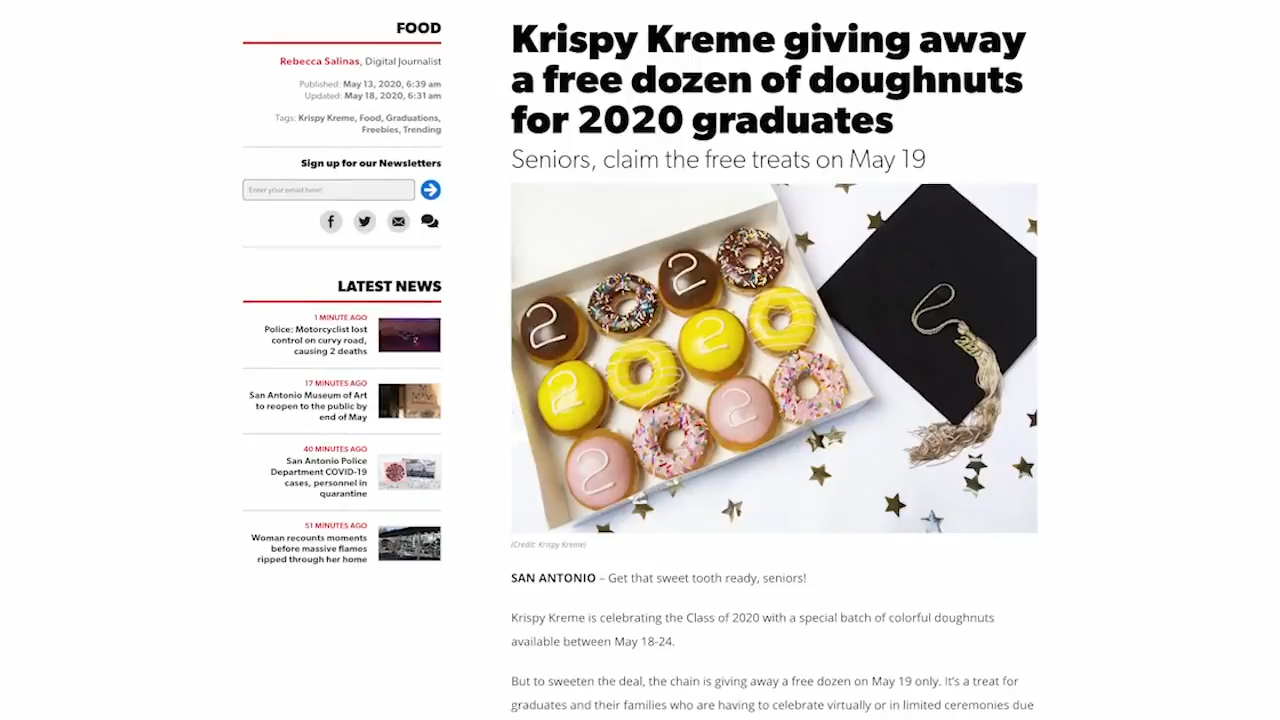 FOOD
Rebecca Salinas, Digital Journalist
Published: May 13, 2020, 6:39 am
Updated: May 18, 2020, 6:31 am
Tags: Krispy Kreme, Food, Graduations,
Freebies, Trending
Sign up for our Newsletters
Enter your email here!
LATEST NEWS
1 MINUTE AGO
Police: Motorcyclist lost
control on curvy road,
causing 2 deaths
17 MINUTES AGO
San Antonio Museum of Art
to reopen to the public by
end of May
40 MINUTES AGO
San Antonio Police
Department COVID-19
cases, personnel in
quarantine
51 MINUTES AGO
Woman recounts moments
before massive flames
ripped through her home
Krispy Kreme giving away
a free dozen of doughnuts
for 2020 graduates
Seniors, claim the free treats on May 19
2 2
2 2
2 2
(Credit: Krispy Kreme)
SAN ANTONIO – Get that sweet tooth ready, seniors!
Krispy Kreme is celebrating the Class of 2020 with a special batch of colorful doughnuts
available between May 18-24.
But to sweeten the deal, the chain is giving away a free dozen on May 19 only. It's a treat for
graduates and their families who are having to celebrate virtually or in limited ceremonies due